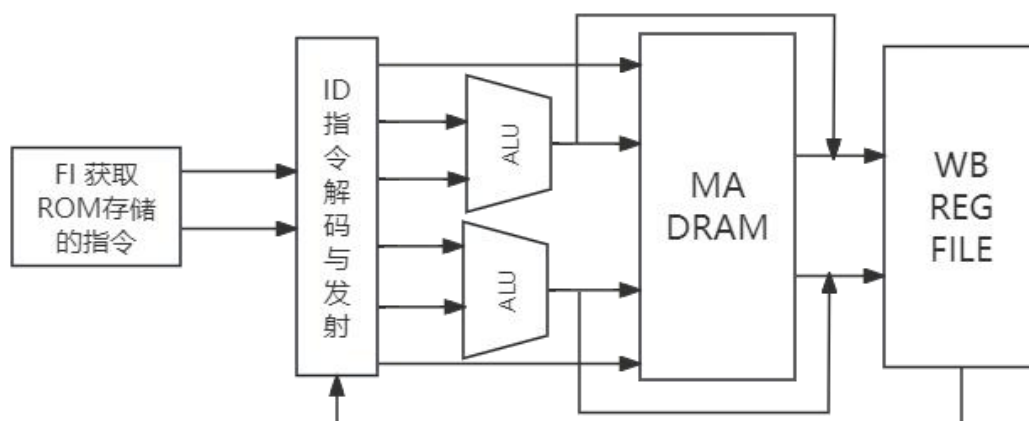 FI 获取
ROM存储
的指令
ID
指
令
解
码
与
发
射
ALU
ALU
MA
DRAM
WB
REG
FILE